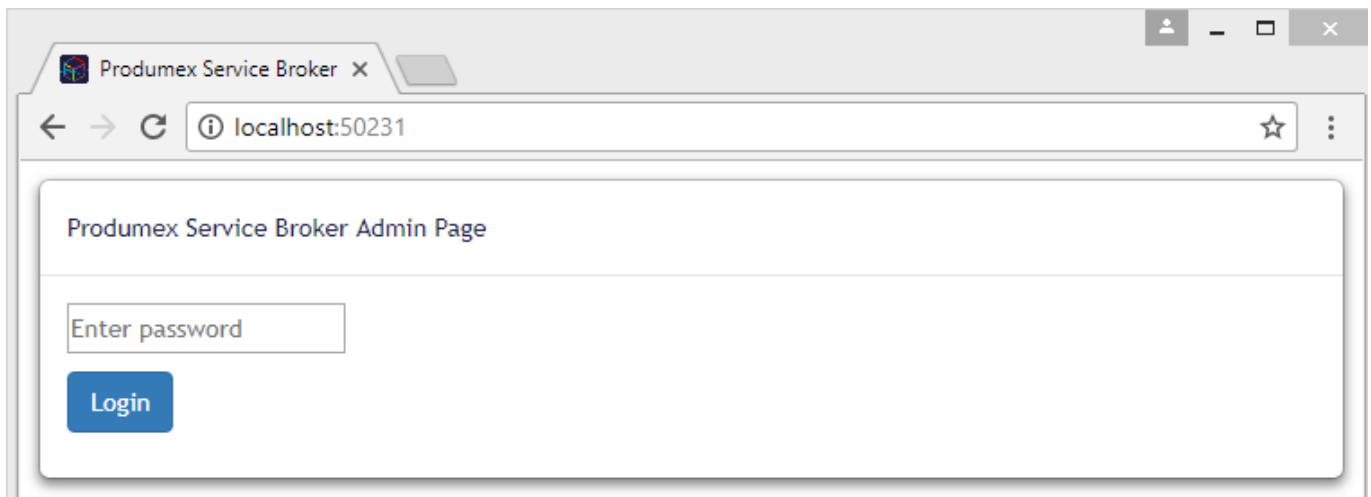 Produmex Service Broker
localhost:50231
Produmex Service Broker Admin Page
Enter password
Login